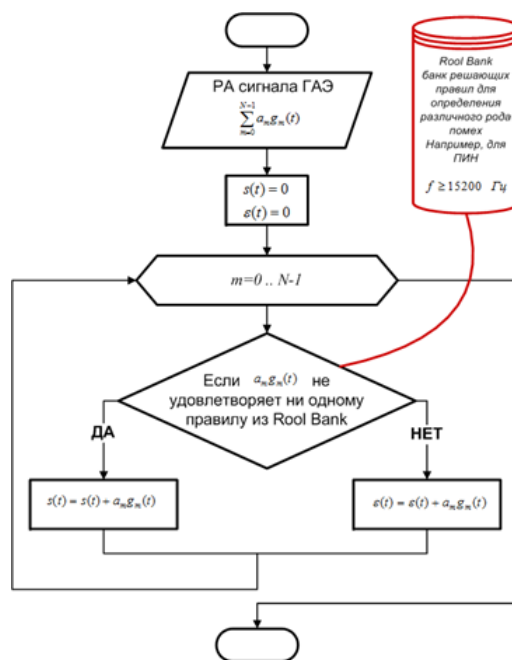 РА сигнала ГАЭ
N-1
∑ aₘgₘ(t)
m=0
s(t) = 0
ε(t) = 0
m=0 .. N-1
Если aₘgₘ(t) не
удовлетворяет ни одному
правилу из Rool Bank
ДА
НЕТ
s(t) = s(t) + aₘgₘ(t)
ε(t) = ε(t) + aₘgₘ(t)
Rool Bank
банк решающих
правил для
определения
различного рода
помех
Например, для
ПИН
f ≥ 15200 Гц